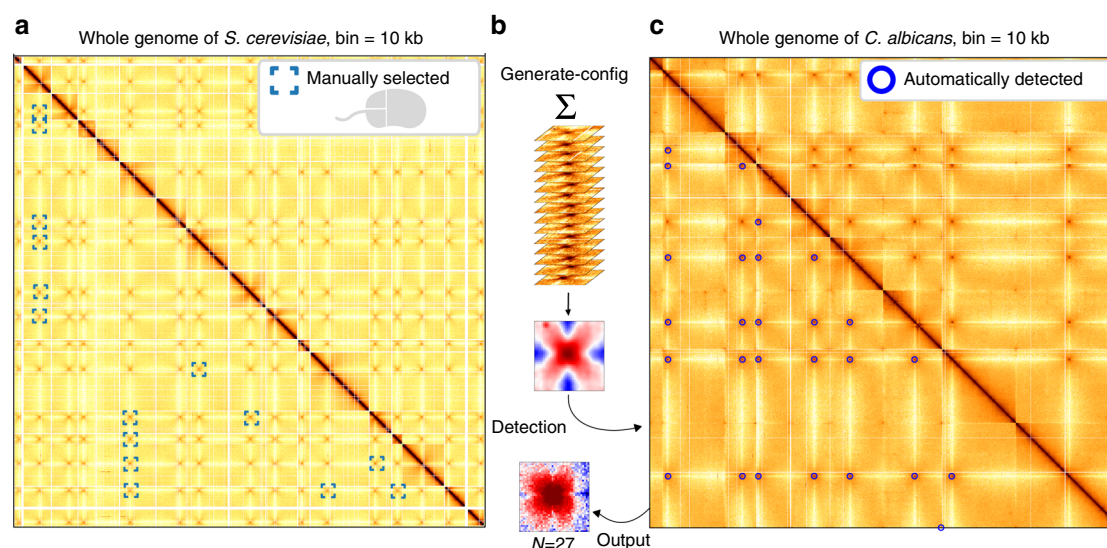 a
Whole genome of S. cerevisiae, bin = 10 kb
Manually selected
b
Generate-config
Σ
Detection
N=27
Output
c
Whole genome of C. albicans, bin = 10 kb
Automatically detected